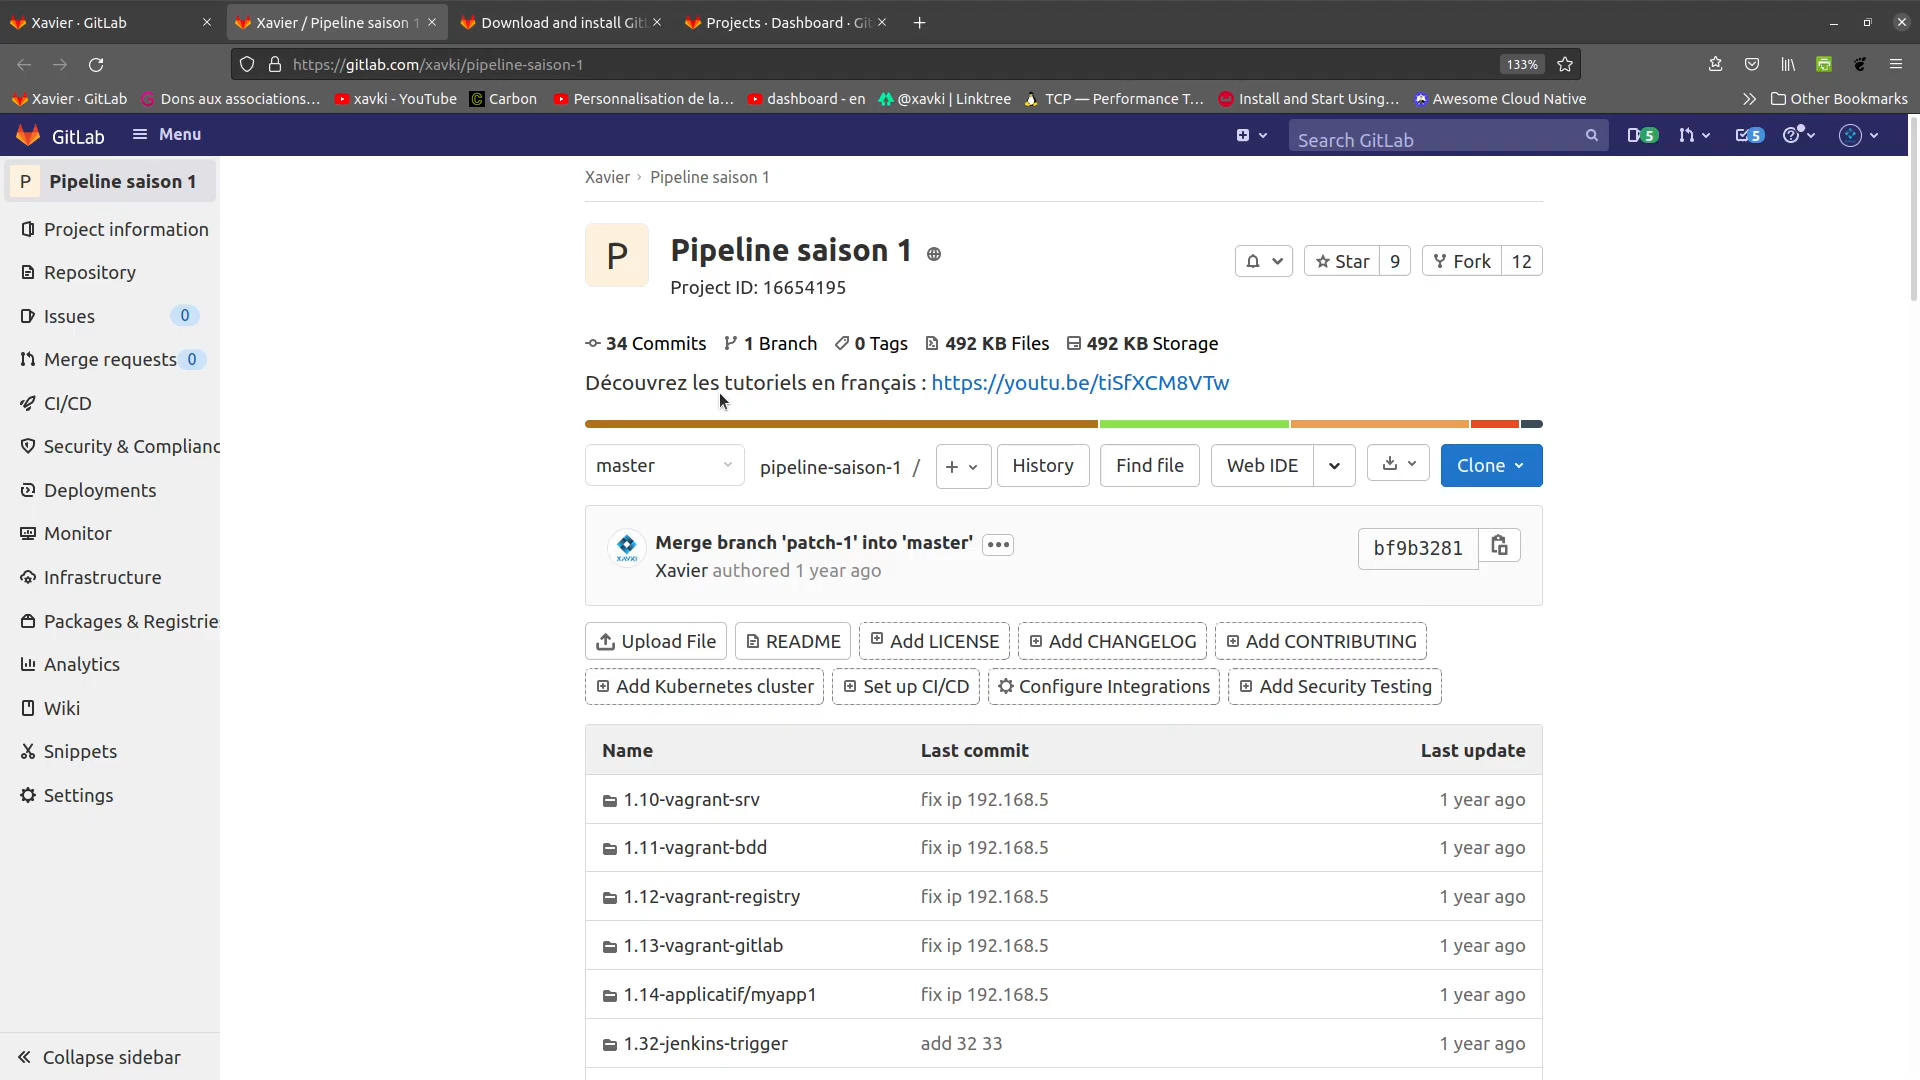 Xavier · GitLab
Xavier / Pipeline saison 1
Download and install Git
Projects · Dashboard · Git
https://gitlab.com/xavki/pipeline-saison-1
133%
Xavier · GitLab
Dons aux associations...
xavki - YouTube
Carbon
Personnalisation de la...
dashboard - en
@xavki | Linktree
TCP — Performance T...
Install and Start Using...
Awesome Cloud Native
Other Bookmarks
GitLab
Menu
Search GitLab
5
5
P Pipeline saison 1
Project information
Repository
Issues 0
Merge requests 0
CI/CD
Security & Complianc
Deployments
Monitor
Infrastructure
Packages & Registries
Analytics
Wiki
Snippets
Settings
Collapse sidebar
Xavier › Pipeline saison 1
P
Pipeline saison 1
Project ID: 16654195
Star 9
Fork 12
34 Commits 1 Branch 0 Tags 492 KB Files 492 KB Storage
Découvrez les tutoriels en français : https://youtu.be/tiSfXCM8VTw
master
pipeline-saison-1 /
+
History
Find file
Web IDE
Clone
XAVKI
Merge branch 'patch-1' into 'master'
Xavier authored 1 year ago
bf9b3281
Upload File README Add LICENSE Add CHANGELOG Add CONTRIBUTING
Add Kubernetes cluster Set up CI/CD Configure Integrations Add Security Testing
Name Last commit Last update
1.10-vagrant-srv fix ip 192.168.5 1 year ago
1.11-vagrant-bdd fix ip 192.168.5 1 year ago
1.12-vagrant-registry fix ip 192.168.5 1 year ago
1.13-vagrant-gitlab fix ip 192.168.5 1 year ago
1.14-applicatif/myapp1 fix ip 192.168.5 1 year ago
1.32-jenkins-trigger add 32 33 1 year ago